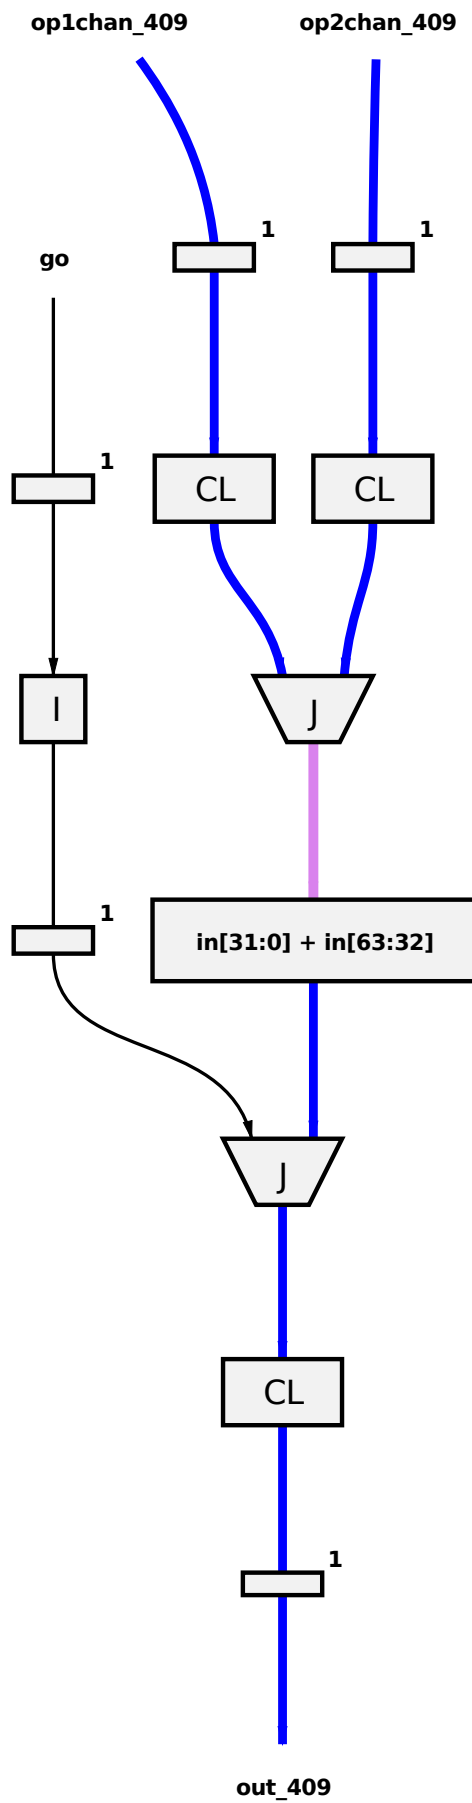 op1chan_409 op2chan_409
1 1
go
1
CL CL
I J
1
in[31:0] + in[63:32]
J
CL
1
out_409